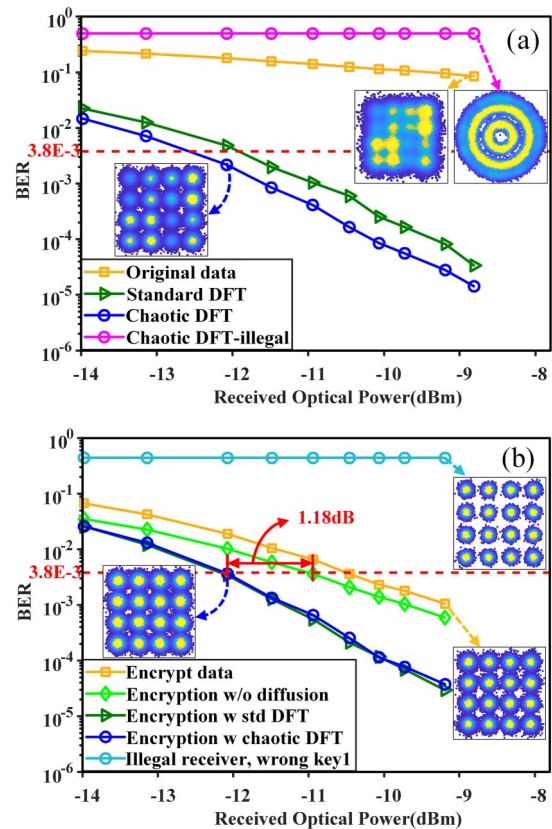 (a)
10^0
10^-1
10^-2
3.8E-3
10^-3
10^-4
10^-5
10^-6
BER
Original data
Standard DFT
Chaotic DFT
Chaotic DFT-illegal
-14 -13 -12 -11 -10 -9 -8
Received Optical Power(dBm)
(b)
10^0
10^-1
10^-2
3.8E-3
10^-3
10^-4
10^-5
10^-6
BER
1.18dB
Encrypt data
Encryption w/o diffusion
Encryption w std DFT
Encryption w chaotic DFT
Illegal receiver, wrong key1
-14 -13 -12 -11 -10 -9 -8
Received Optical Power(dBm)